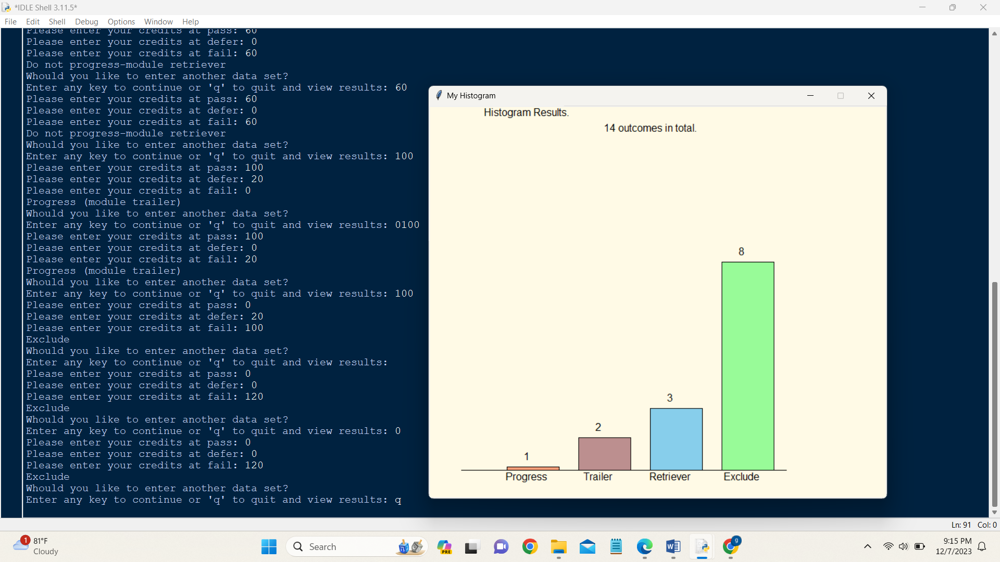 *IDLE Shell 3.11.5*
File Edit Shell Debug Options Window Help
Please enter your credits at pass: 60
Please enter your credits at defer: 0
Please enter your credits at fail: 60
Do not progress-module retriever
Whould you like to enter another data set?
Enter any key to continue or 'q' to quit and view results: 60
Please enter your credits at pass: 60
Please enter your credits at defer: 0
Please enter your credits at fail: 60
Do not progress-module retriever
Whould you like to enter another data set?
Enter any key to continue or 'q' to quit and view results: 100
Please enter your credits at pass: 100
Please enter your credits at defer: 20
Please enter your credits at fail: 0
Progress (module trailer)
Whould you like to enter another data set?
Enter any key to continue or 'q' to quit and view results: 0100
Please enter your credits at pass: 100
Please enter your credits at defer: 0
Please enter your credits at fail: 20
Progress (module trailer)
Whould you like to enter another data set?
Enter any key to continue or 'q' to quit and view results: 100
Please enter your credits at pass: 0
Please enter your credits at defer: 20
Please enter your credits at fail: 100
Exclude
Whould you like to enter another data set?
Enter any key to continue or 'q' to quit and view results:
Please enter your credits at pass: 0
Please enter your credits at defer: 0
Please enter your credits at fail: 120
Exclude
Whould you like to enter another data set?
Enter any key to continue or 'q' to quit and view results: 0
Please enter your credits at pass: 0
Please enter your credits at defer: 0
Please enter your credits at fail: 120
Exclude
Whould you like to enter another data set?
Enter any key to continue or 'q' to quit and view results: q
My Histogram
Histogram Results.
14 outcomes in total.
8
3
2
1
Progress Trailer Retriever Exclude
Ln: 91 Col: 0
1
81°F
Cloudy
Search
PRE
W
g
9:15 PM
12/7/2023